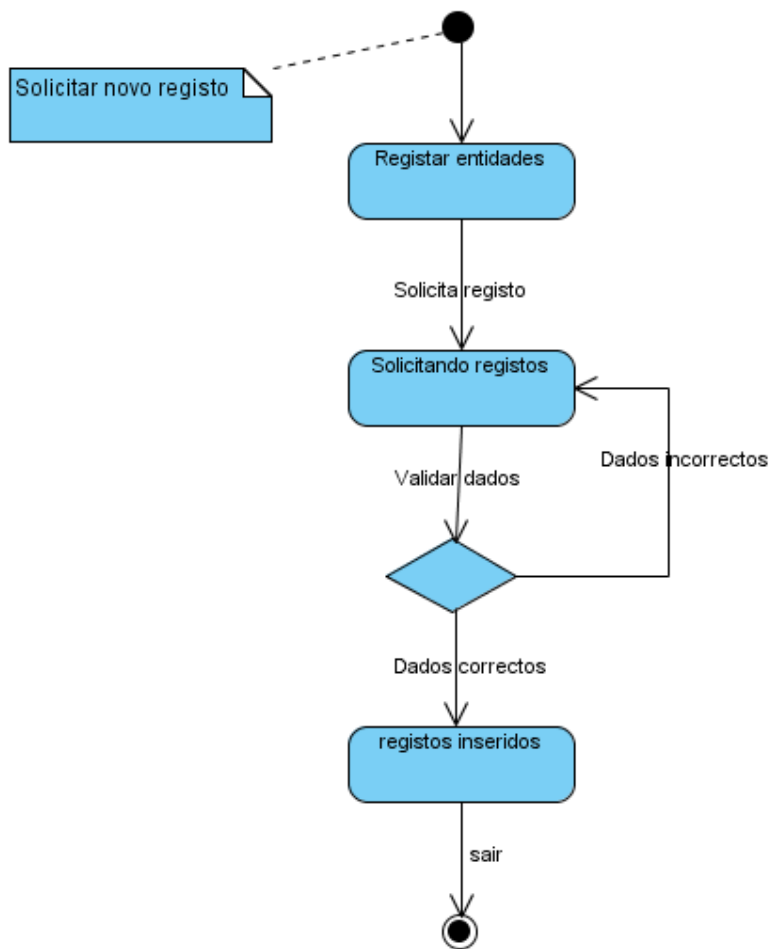 Solicitar novo registo
Registar entidades
Solicita registo
Solicitando registos
Dados incorrectos
Validar dados
Dados correctos
registos inseridos
sair